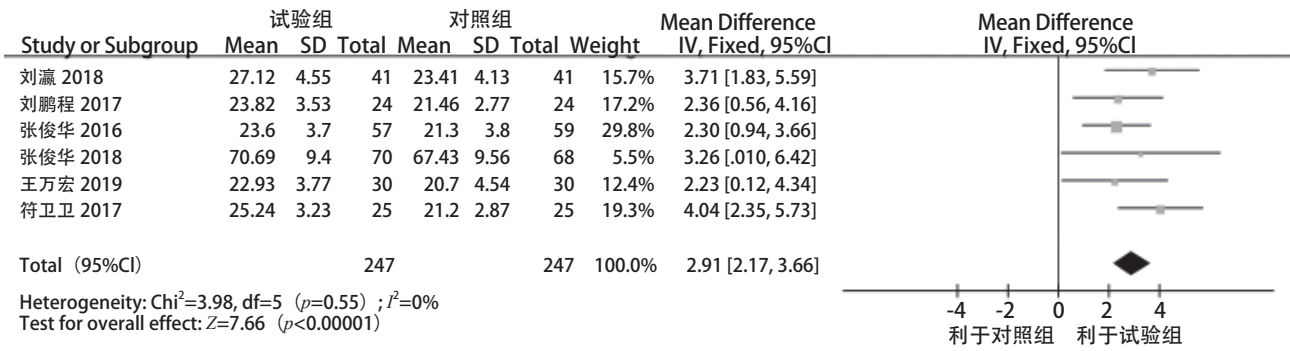 试验组 对照组 Mean Difference Mean Difference
Study or Subgroup Mean SD Total Mean SD Total Weight IV, Fixed, 95%Cl IV, Fixed, 95%Cl
刘瀛 2018 27.12 4.55 41 23.41 4.13 41 15.7% 3.71 [1.83, 5.59]
刘鹏程 2017 23.82 3.53 24 21.46 2.77 24 17.2% 2.36 [0.56, 4.16]
张俊华 2016 23.6 3.7 57 21.3 3.8 59 29.8% 2.30 [0.94, 3.66]
张俊华 2018 70.69 9.4 70 67.43 9.56 68 5.5% 3.26 [.010, 6.42]
王万宏 2019 22.93 3.77 30 20.7 4.54 30 12.4% 2.23 [0.12, 4.34]
符卫卫 2017 25.24 3.23 25 21.2 2.87 25 19.3% 4.04 [2.35, 5.73]
Total（95%Cl） 247 247 100.0% 2.91 [2.17, 3.66]
Heterogeneity: Chi²=3.98, df=5（p=0.55）; I²=0%
Test for overall effect: Z=7.66（p<0.00001）
-4 -2 0 2 4
利于对照组 利于试验组